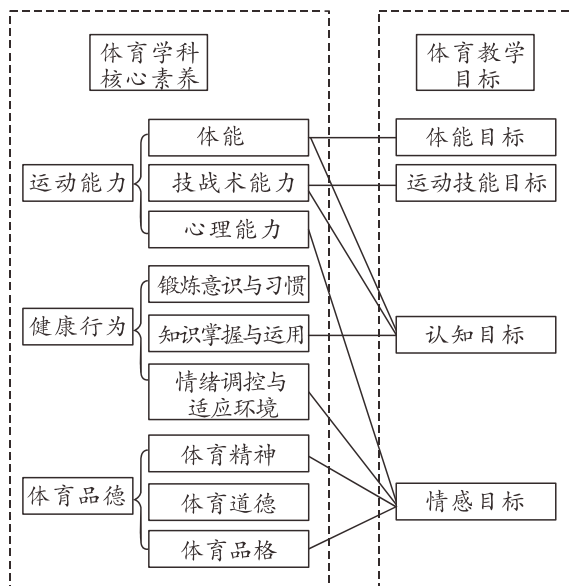 体育学科
核心素养
体育教学
目标
体能
体能目标
运动能力
技战术能力
运动技能目标
心理能力
锻炼意识与习惯
健康行为
知识掌握与运用
认知目标
情绪调控与
适应环境
体育精神
体育品德
体育道德
情感目标
体育品格